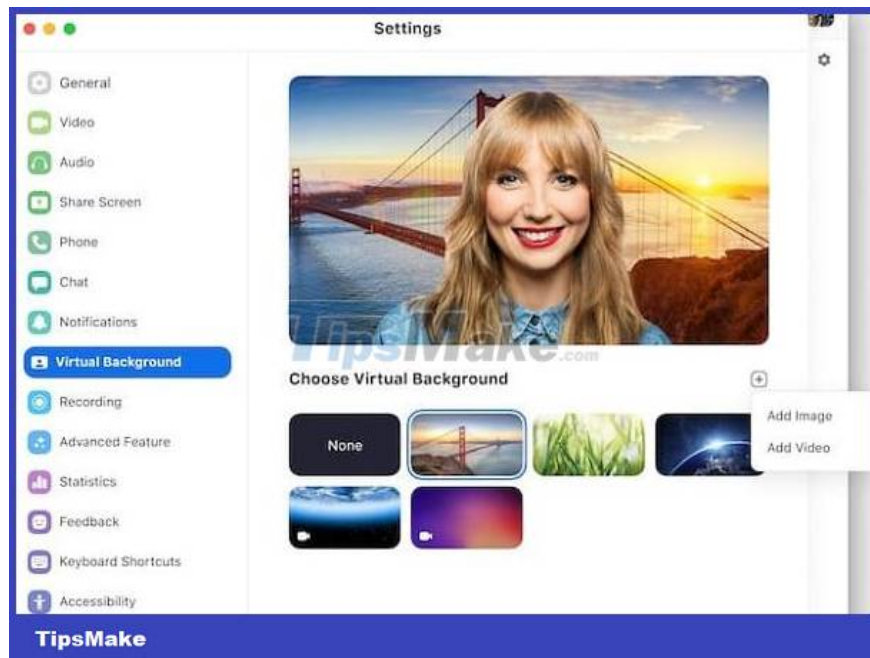 Settings
General
Video
Audio
Share Screen
Phone
Chat
Notifications
Virtual Background
Recording
Advanced Feature
Statistics
Feedback
Keyboard Shortcuts
Accessibility
TipsMake.com
Choose Virtual Background
Add Image
Add Video
None
TipsMake